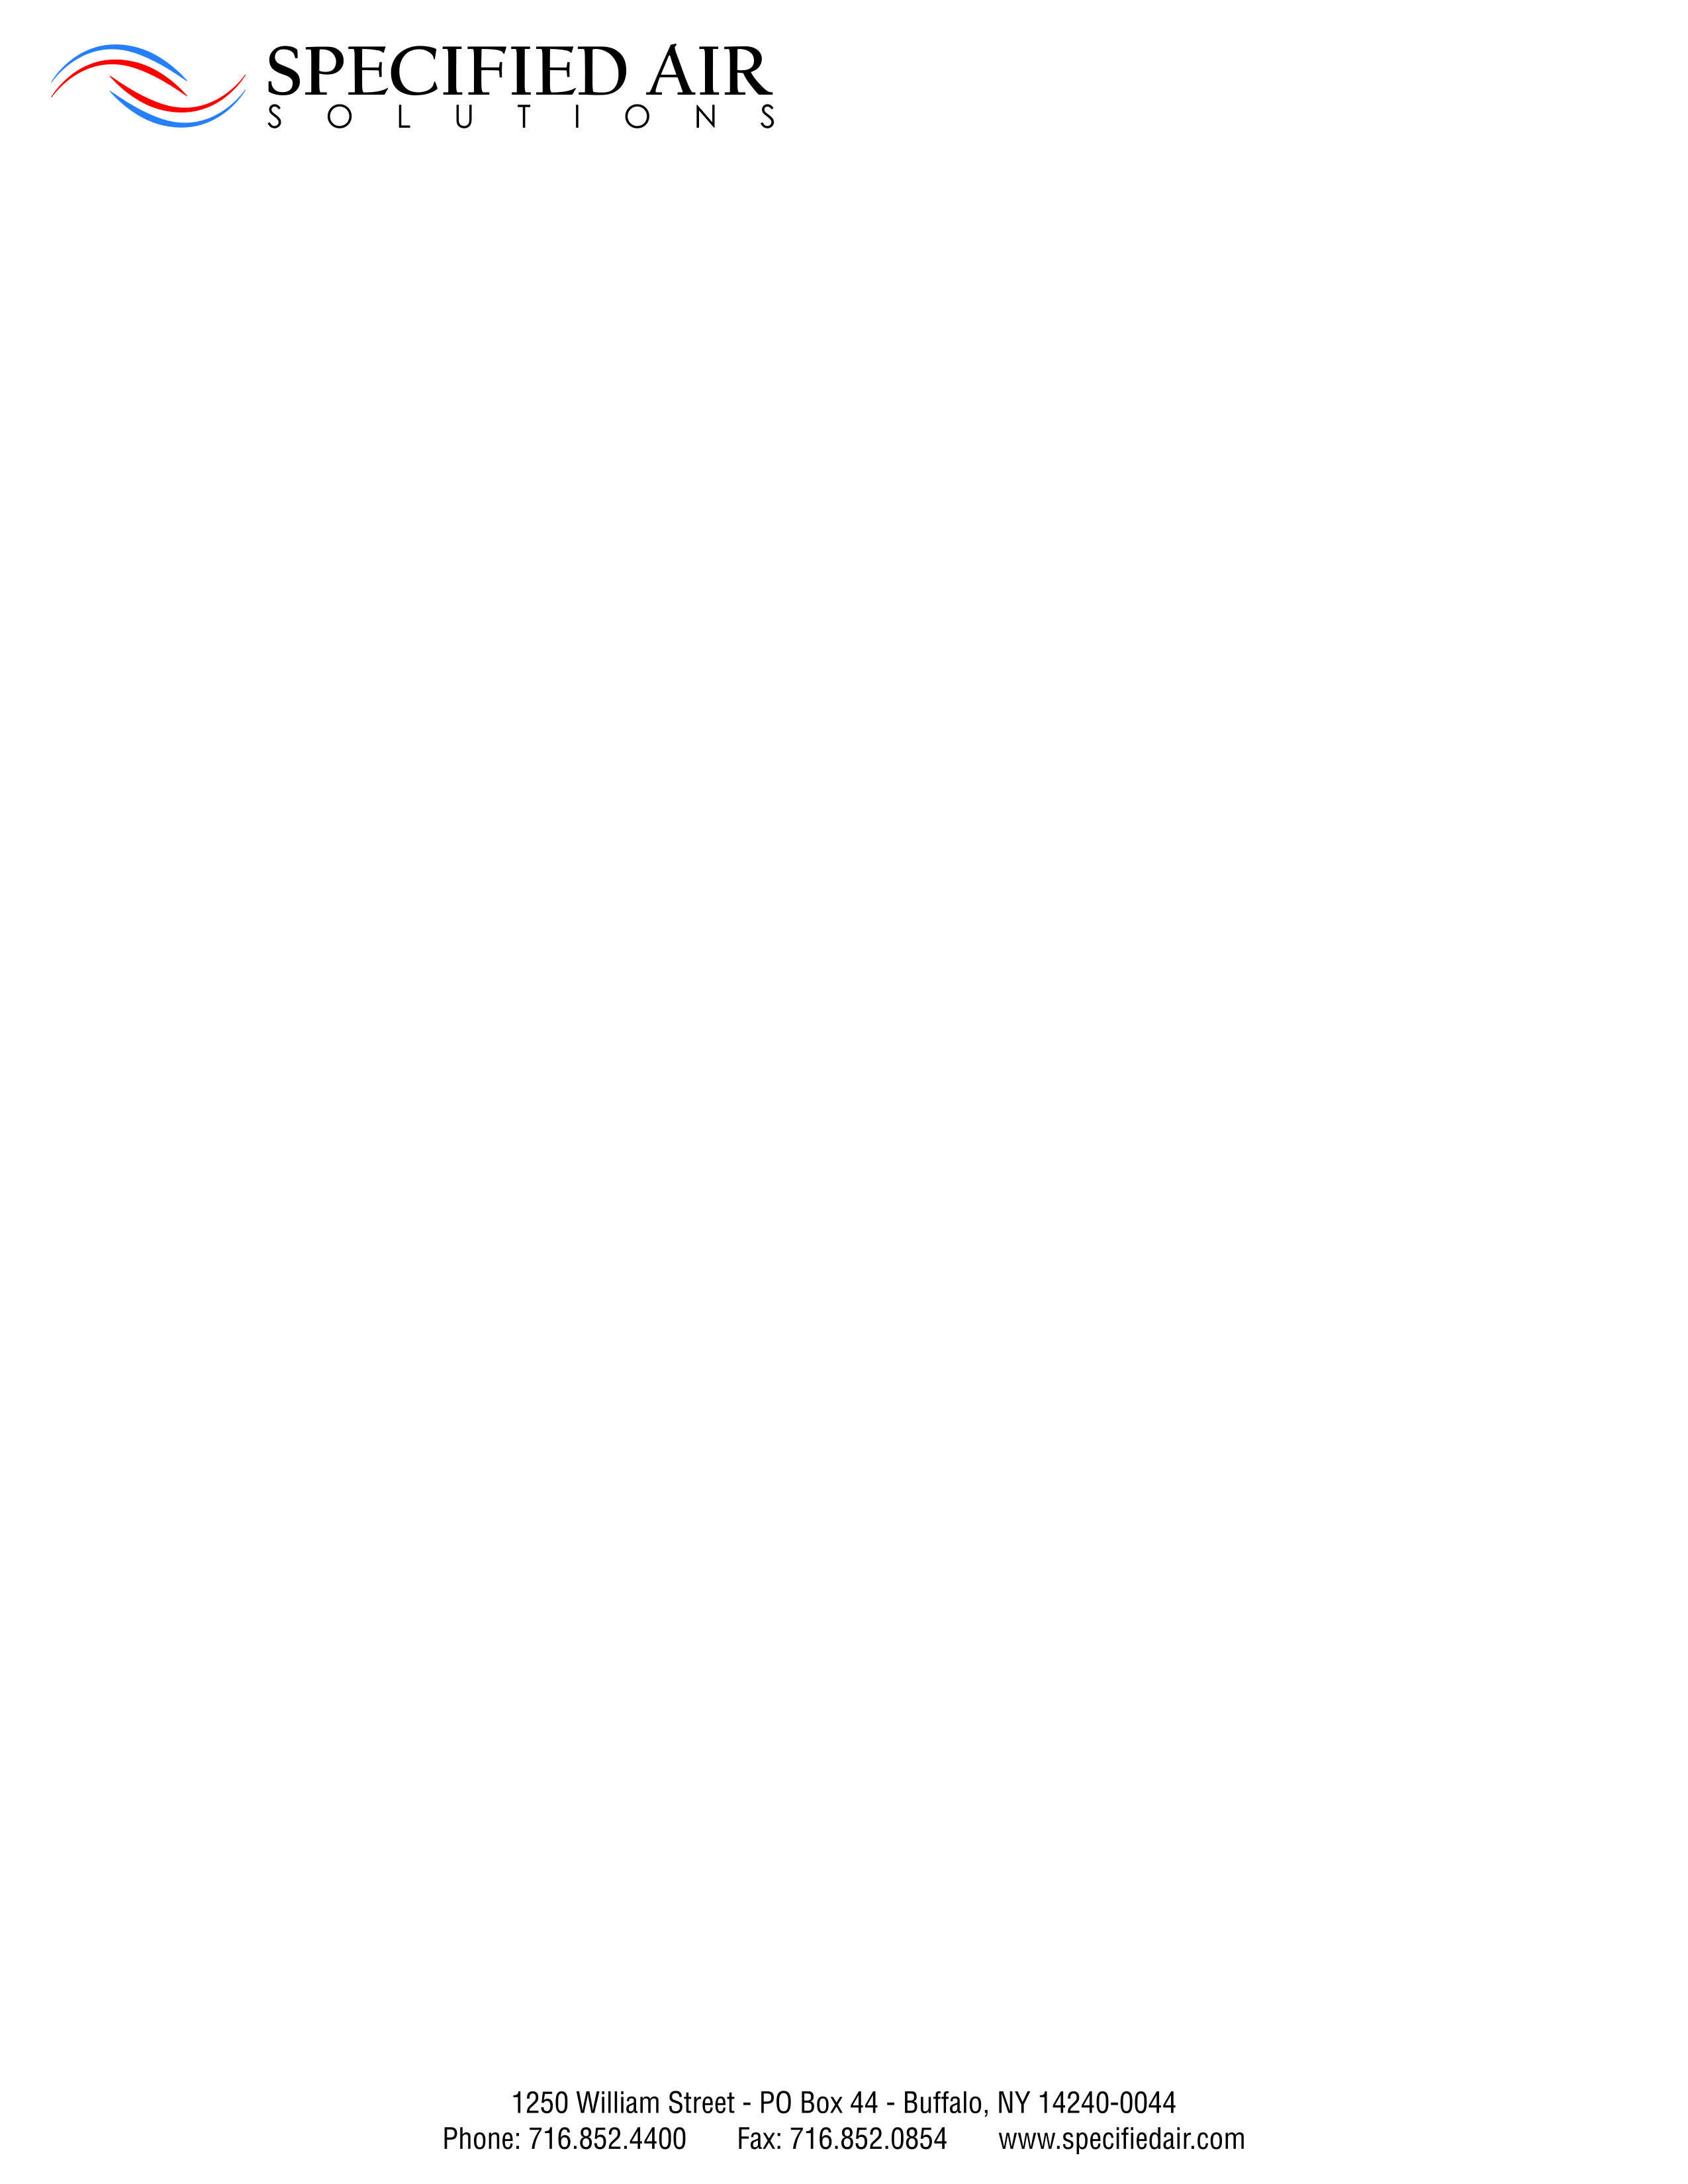 SPECIFIED AIR
SOLUTIONS
1250 William Street - PO Box 44 - Buffalo, NY 14240-0044
Phone: 716.852.4400 Fax: 716.852.0854 www.specifiedair.com